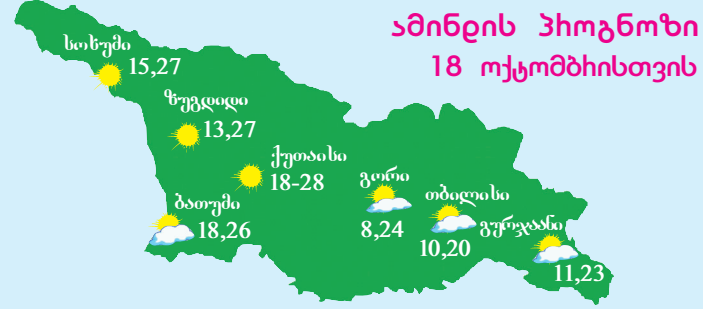 ამინდის პროგნოზი
18 ოქტომბრისთვის
სოხუმი
15,27
ზუგდიდი
13,27
ქუთაისი
18-28
ბათუმი
18,26
გორი
8,24
თბილისი
10,20
გურჯაანი
11,23